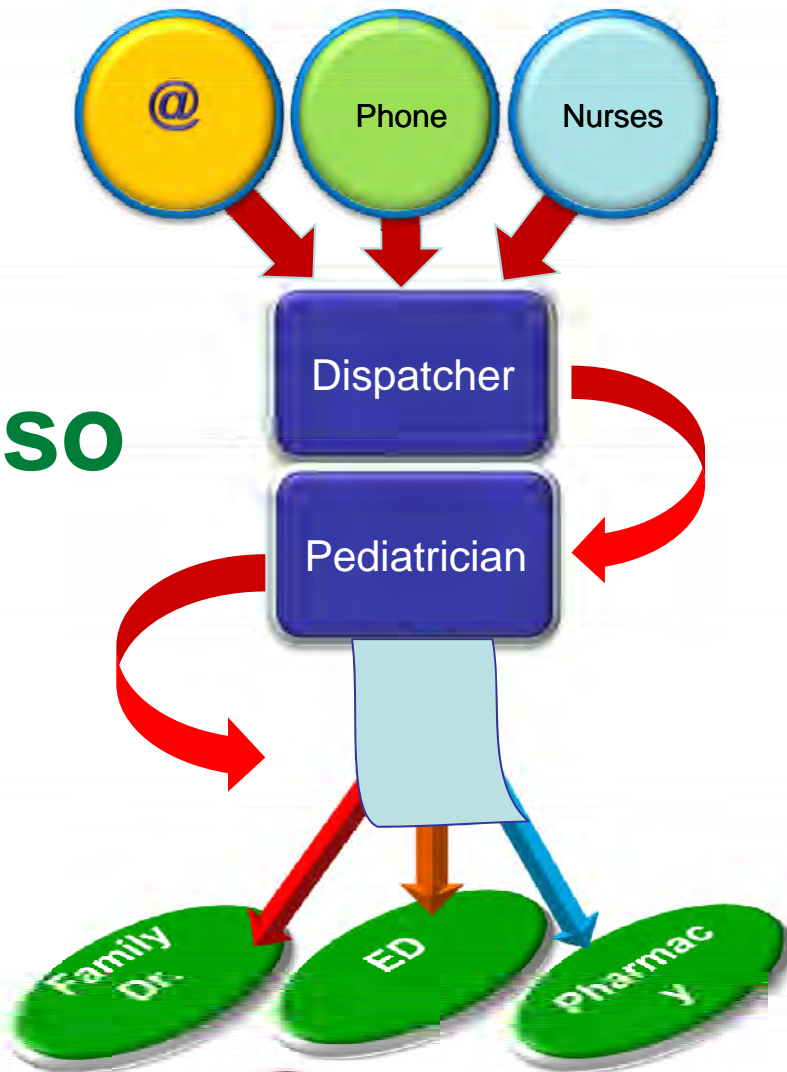 @
Phone
Nurses
Dispatcher
so
Pediatrician
Family
Dr.
ED
Pharmac
y